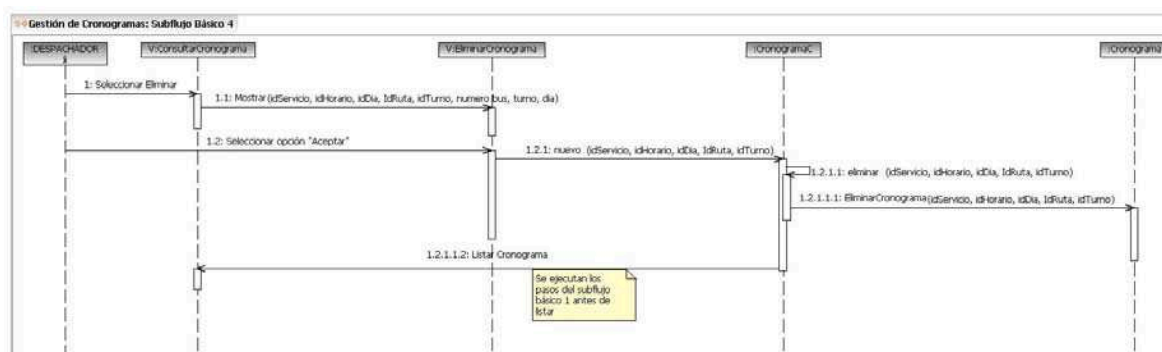 Gestión de Cronogramas: Subflujo Básico 4
:DESPACHADOR
V:ConsultarCronograma
V:EliminarCronograma
:CronogramaC
:Cronograma
1: Seleccionar Eliminar
1.1: Mostrar(idServicio, idHorario, idDia, IdRuta, idTurno, numero bus, turno, dia)
1.2: Seleccionar opción "Aceptar"
1.2.1: nuevo (idServicio, idHorario, idDia, IdRuta, idTurno)
1.2.1.1: eliminar (idServicio, idHorario, idDia, IdRuta, idTurno)
1.2.1.1.1: EliminarCronograma(idServicio, idHorario, idDia, IdRuta, idTurno)
1.2.1.1.2: Listar Cronograma
Se ejecutan los
pasos del subflujo
básico 1 antes de
listar